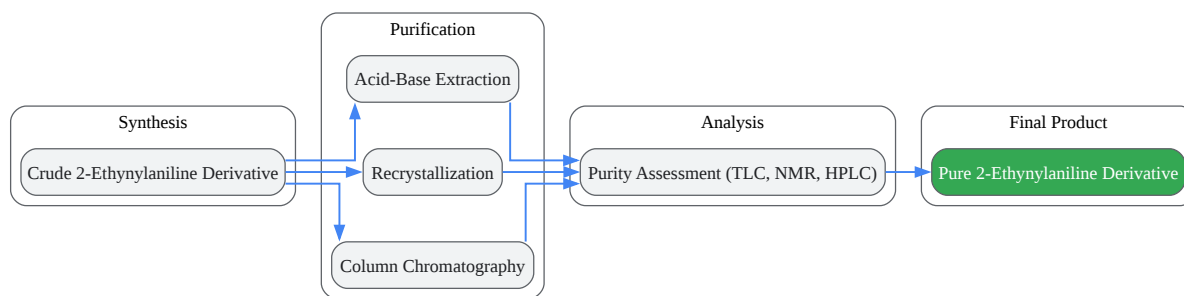 Synthesis
Crude 2-Ethynylaniline Derivative
Purification
Acid-Base Extraction
Recrystallization
Column Chromatography
Analysis
Purity Assessment (TLC, NMR, HPLC)
Final Product
Pure 2-Ethynylaniline Derivative